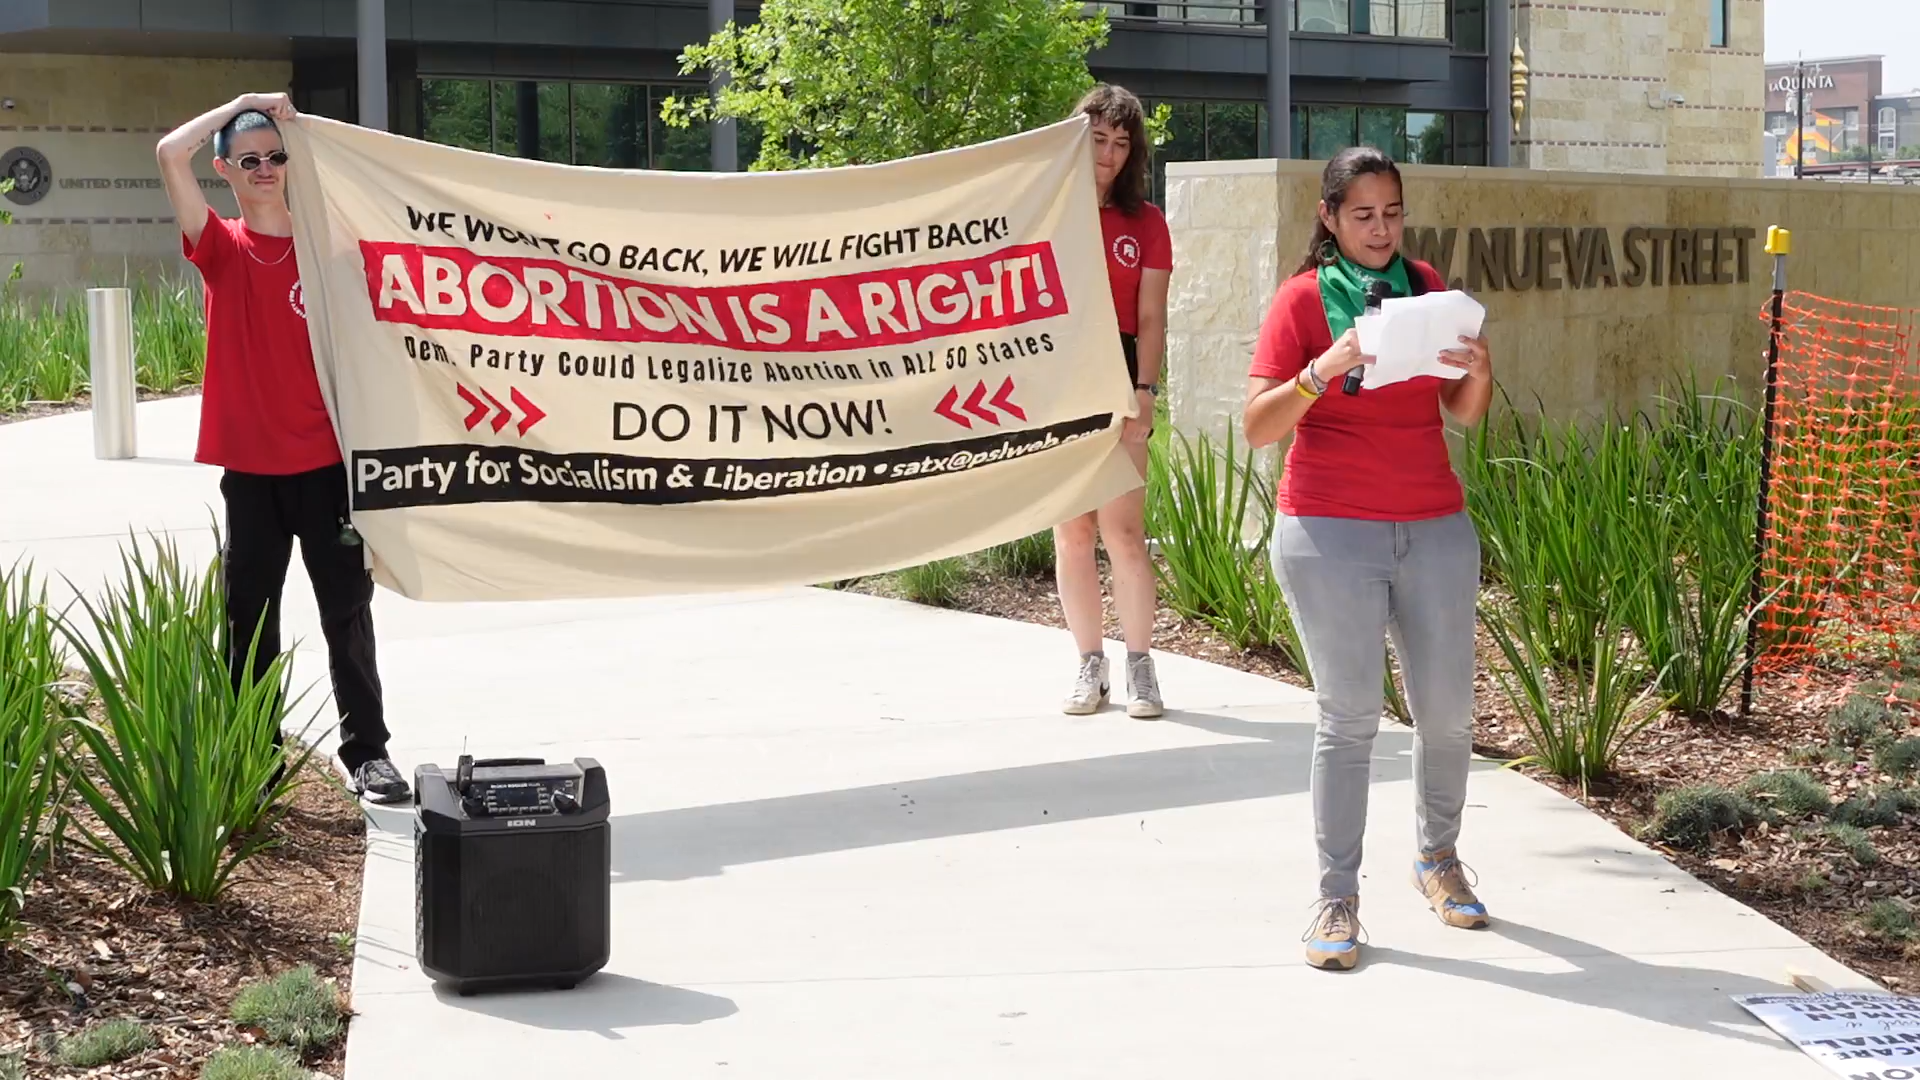 LAQUINTA
UNITED STATES
WE WON'T GO BACK, WE WILL FIGHT BACK!
ABORTION IS A RIGHT!
Dem. Party Could Legalize Abortion in ALL 50 States
DO IT NOW!
Party for Socialism & Liberation • satx@pslweb.org
W. NUEVA STREET
ION